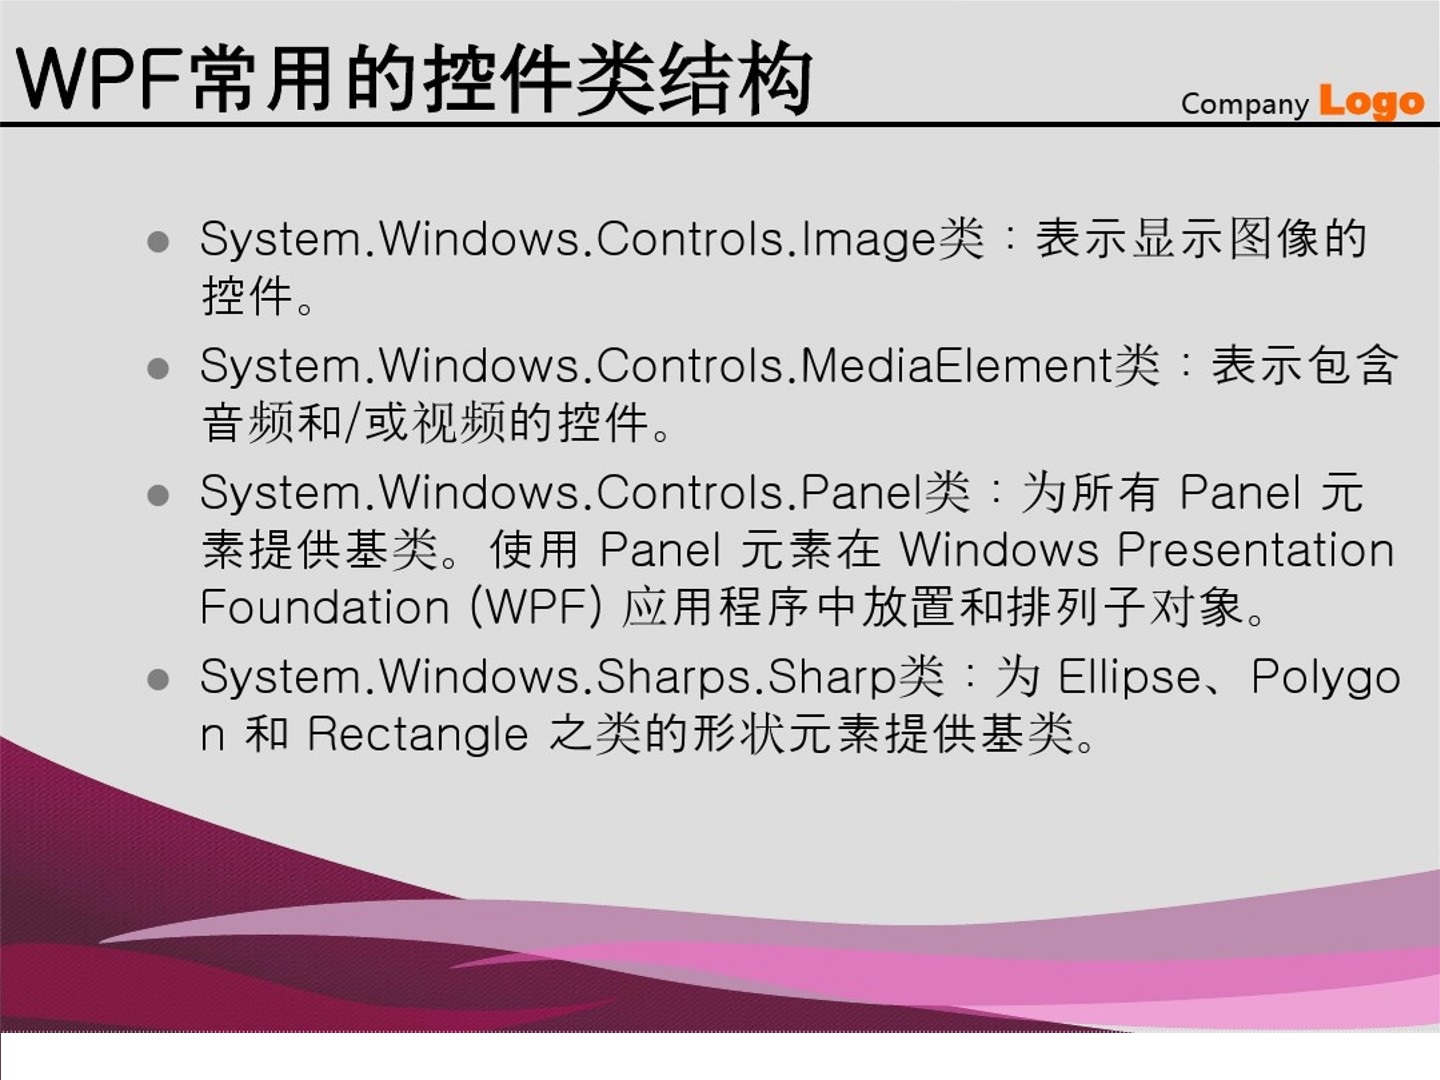 WPF常用的控件类结构
Company Logo
System.Windows.Controls.Image类：表示显示图像的
控件。
System.Windows.Controls.MediaElement类：表示包含
音频和/或视频的控件。
System.Windows.Controls.Panel类：为所有 Panel 元
素提供基类。使用 Panel 元素在 Windows Presentation
Foundation (WPF) 应用程序中放置和排列子对象。
System.Windows.Sharps.Sharp类：为 Ellipse、Polygo
n 和 Rectangle 之类的形状元素提供基类。